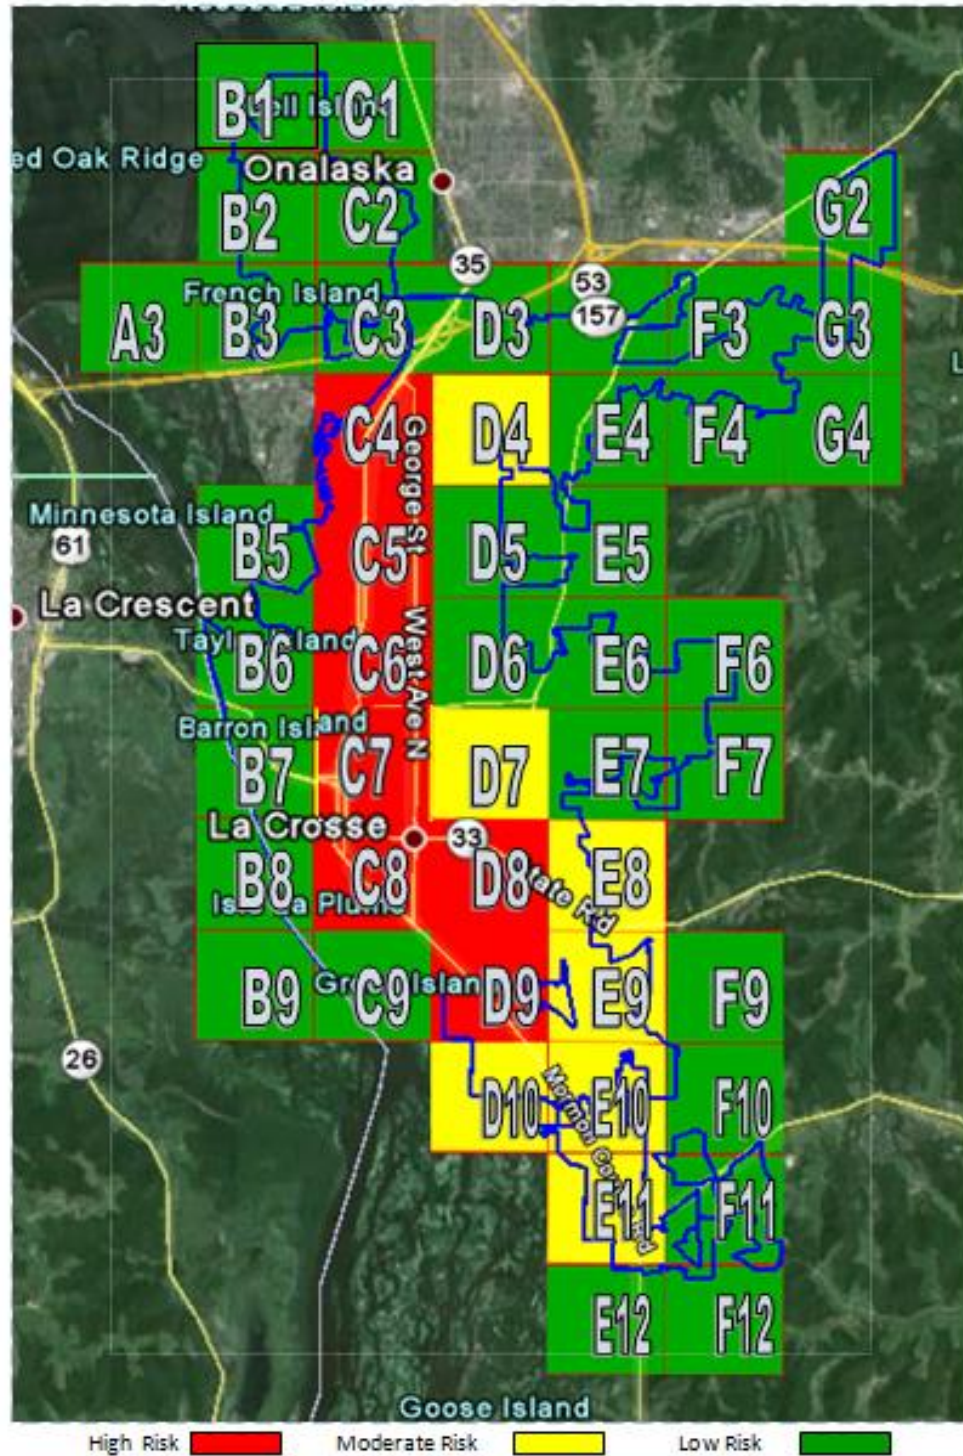 B1
C1
ed Oak Ridge
Onalaska
B2
C2
G2
35
53
French Island
157
A3
B3
C3
D3
F3
G3
C4
D4
E4
F4
G4
George St
Minnesota Island
61
B5
C5
D5
E5
La Crescent
West Ave N
B6
C6
D6
E6
F6
Barron Island
B7
C7
D7
E7
F7
La Crosse
33
B8
C8
D8
State Rd
E8
B9
C9
D9
E9
F9
26
D10
E10
F10
E11
F11
E12
F12
Goose Island
High Risk
Moderate Risk
Low Risk